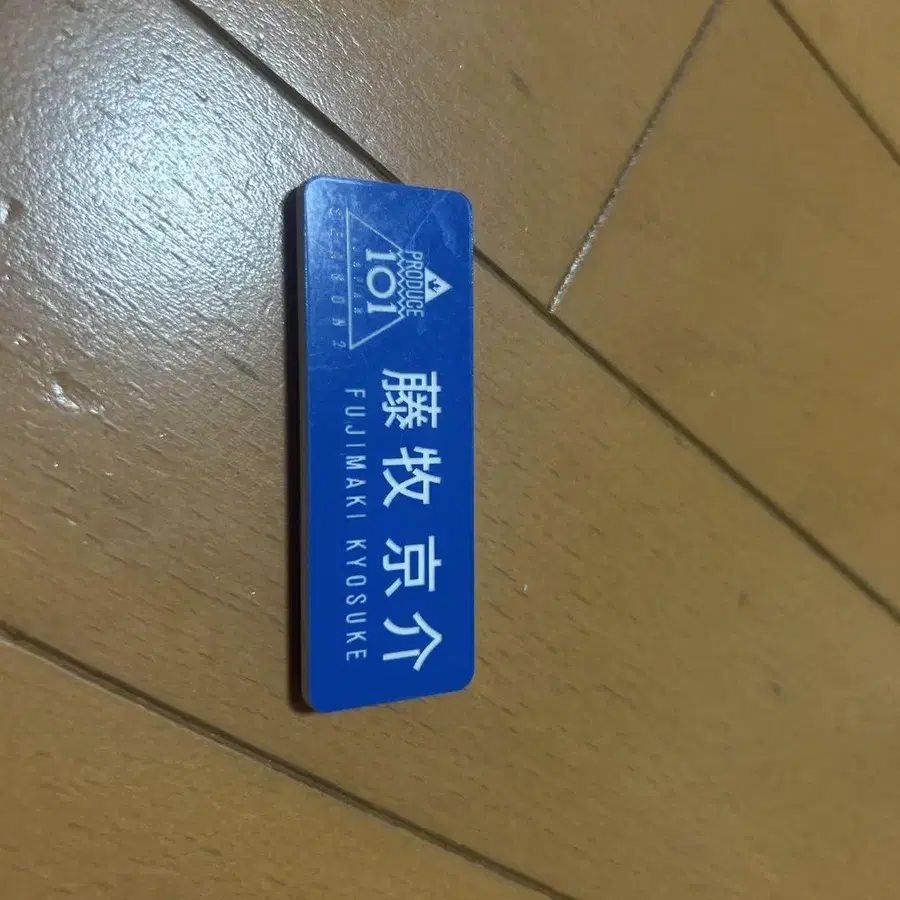 PRODUCE
101
JAPAN
SEASON2
藤牧 京介
FUJIMAKI KYOSUKE